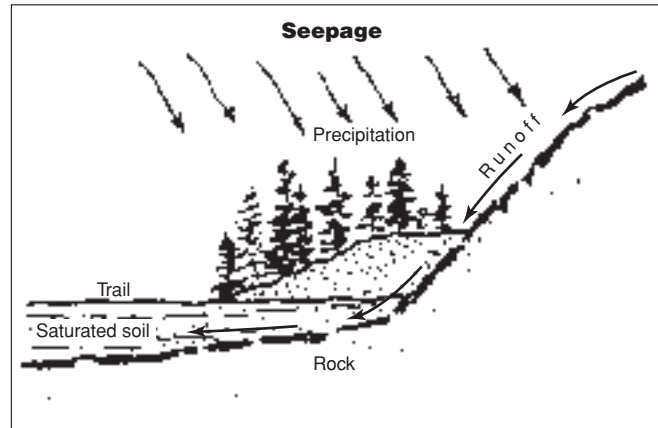 Seepage
Precipitation
Runoff
Trail
Saturated soil
Rock